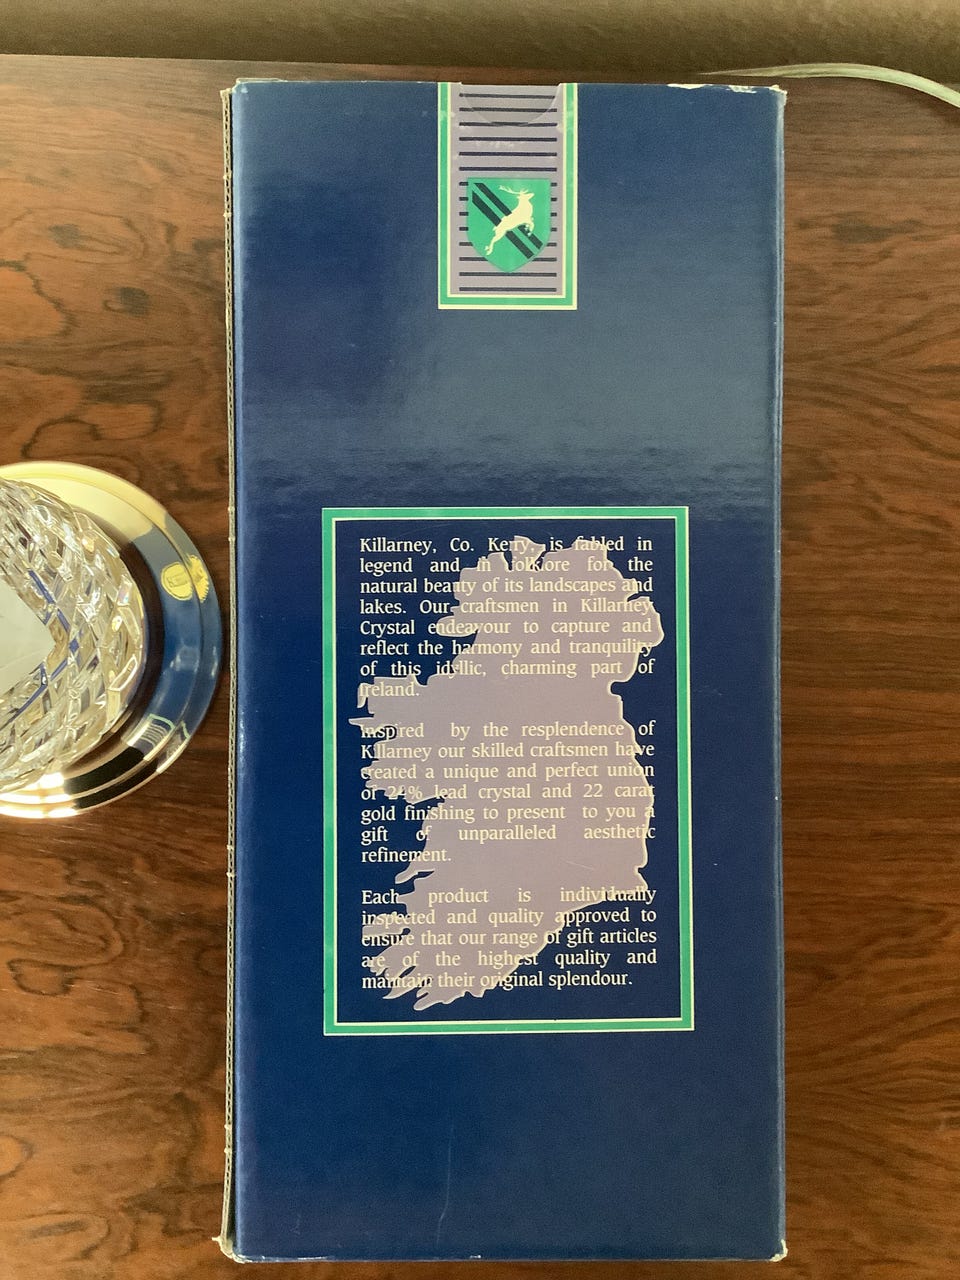 Killarney, Co. Kerry, is fabled in
legend and in folklore for the
natural beauty of its landscapes and
lakes. Our craftsmen in Killarney
Crystal endeavour to capture and
reflect the harmony and tranquility
of this idyllic, charming part of
Ireland.
Inspired by the resplendence of
Killarney our skilled craftsmen have
created a unique and perfect union
of 24% lead crystal and 22 carat
gold finishing to present to you a
gift of unparalleled aesthetic
refinement.
Each product is individually
inspected and quality approved to
ensure that our range of gift articles
are of the highest quality and
maintain their original splendour.